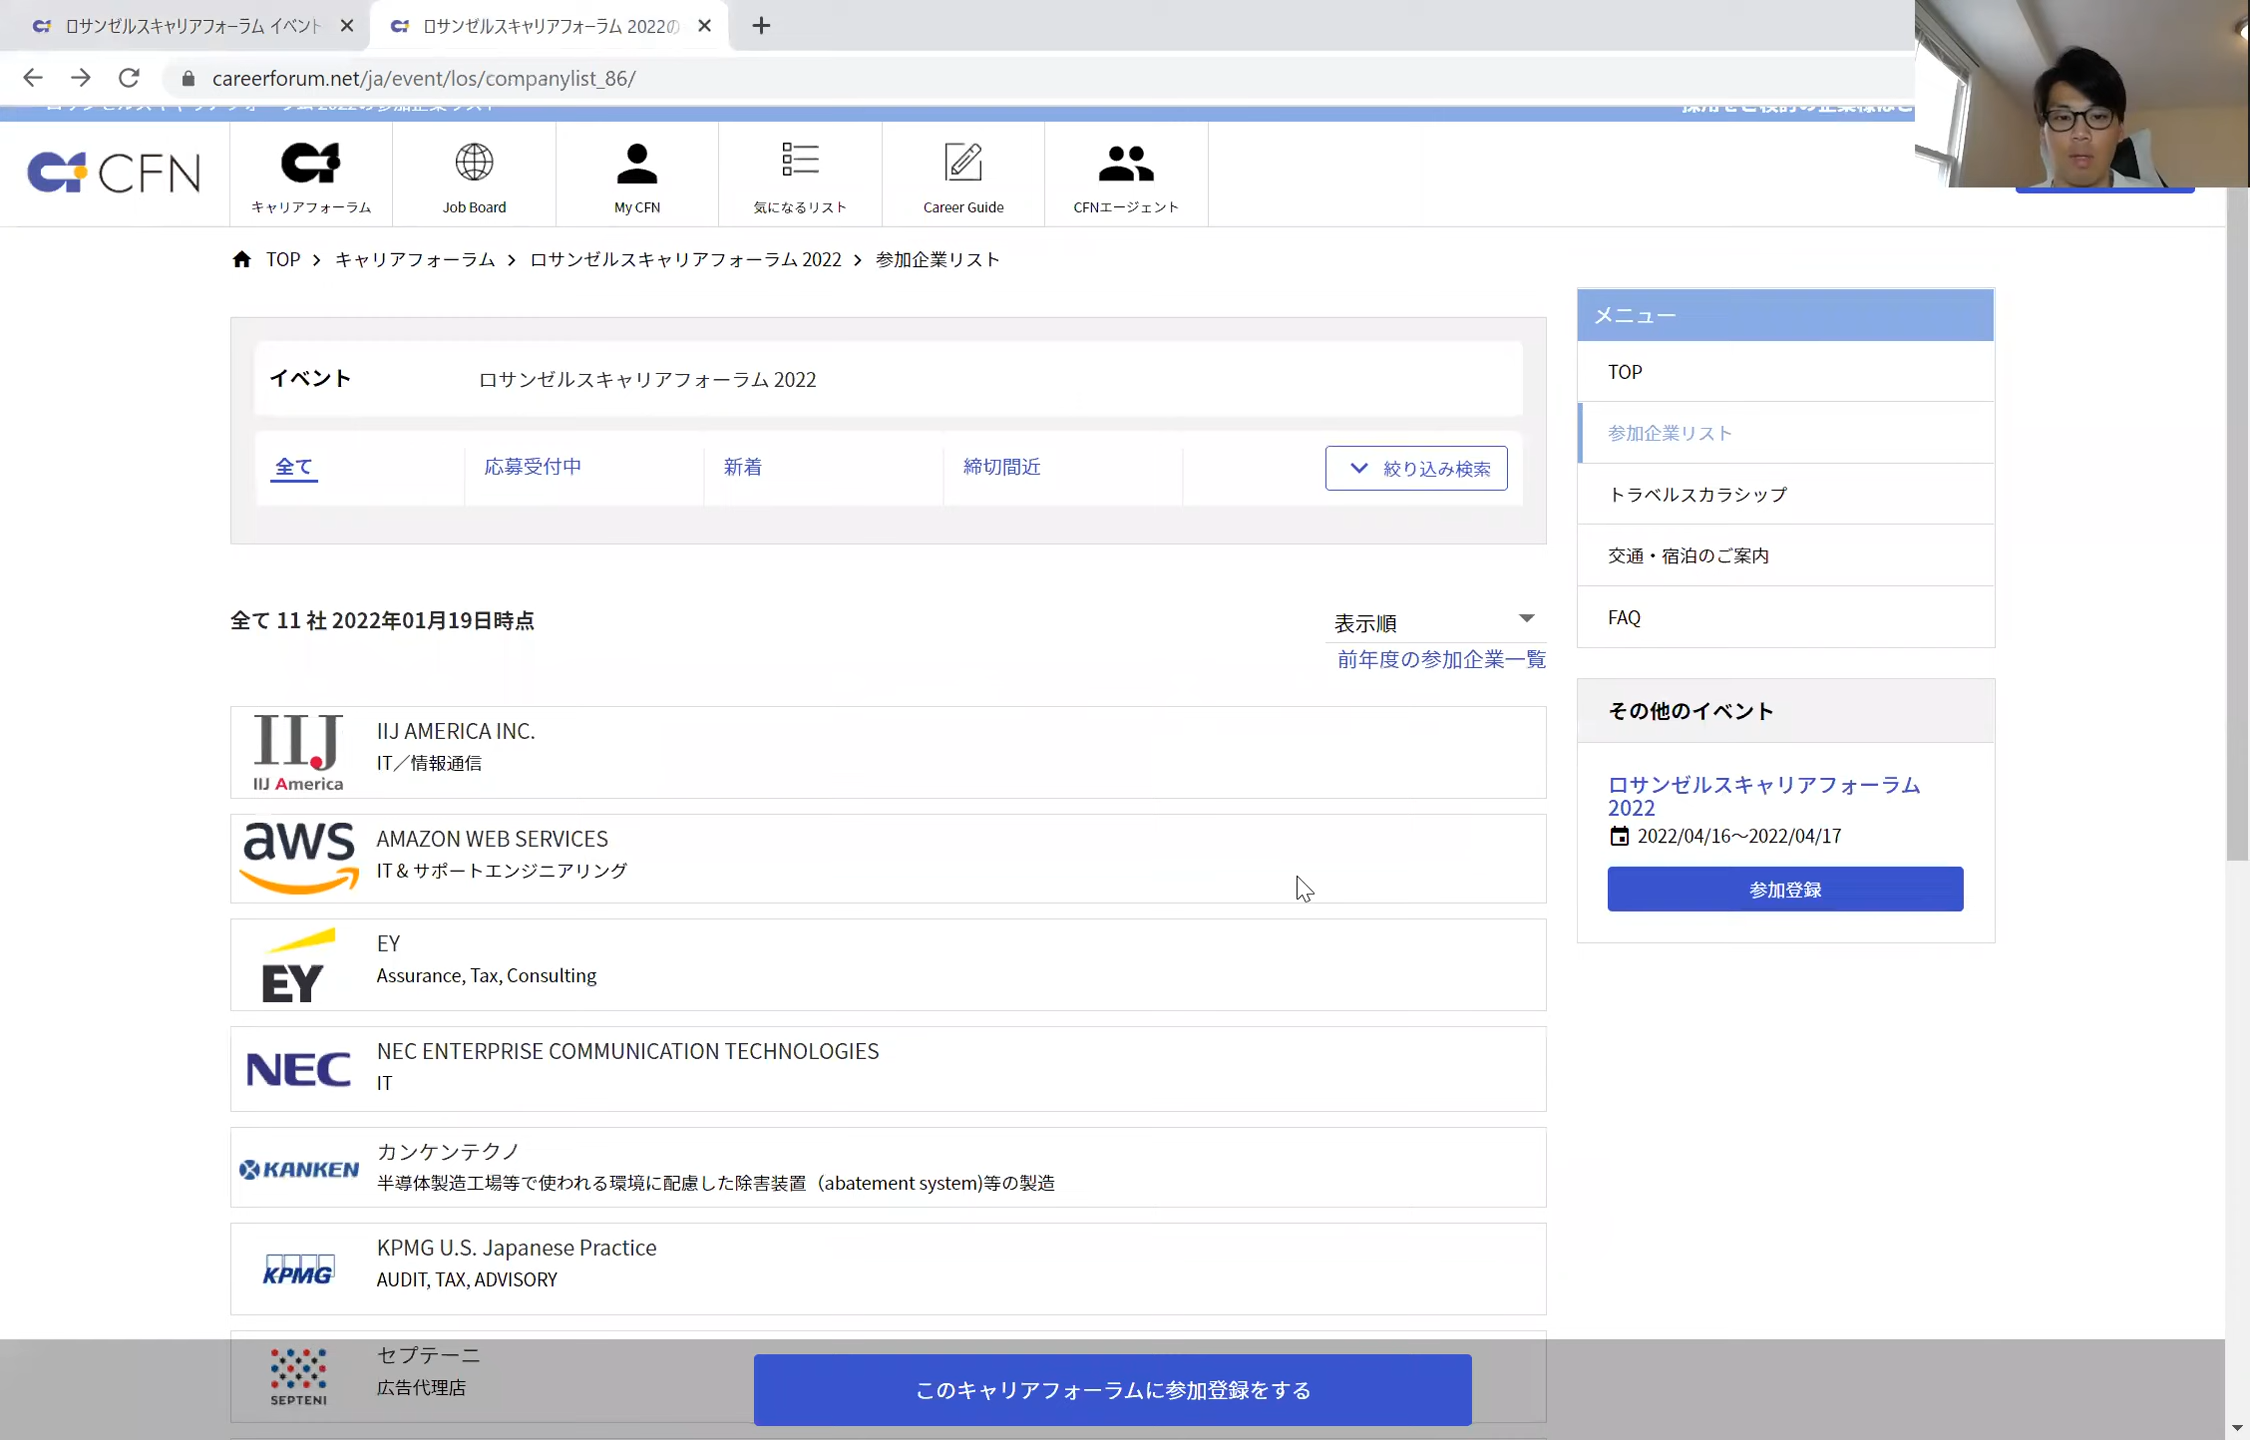 ロサンゼルスキャリアフォーラム イベント
ロサンゼルスキャリアフォーラム 2022の
careerforum.net/ja/event/los/companylist_86/
CFN
キャリアフォーラム
Job Board
My CFN
気になるリスト
Career Guide
CFNエージェント
TOP > キャリアフォーラム > ロサンゼルスキャリアフォーラム 2022 > 参加企業リスト
イベント
ロサンゼルスキャリアフォーラム 2022
全て
応募受付中
新着
締切間近
絞り込み検索
全て 11 社 2022年01月19日時点
表示順
前年度の参加企業一覧
IIJ
IIJ America
IIJ AMERICA INC.
IT／情報通信
aws
AMAZON WEB SERVICES
IT & サポートエンジニアリング
EY
EY
Assurance, Tax, Consulting
NEC
NEC ENTERPRISE COMMUNICATION TECHNOLOGIES
IT
KANKEN
カンケンテクノ
半導体製造工場等で使われる環境に配慮した除害装置（abatement system)等の製造
KPMG
KPMG U.S. Japanese Practice
AUDIT, TAX, ADVISORY
SEPTENI
セプテーニ
広告代理店
このキャリアフォーラムに参加登録をする
メニュー
TOP
参加企業リスト
トラベルスカラシップ
交通・宿泊のご案内
FAQ
その他のイベント
ロサンゼルスキャリアフォーラム
2022
2022/04/16〜2022/04/17
参加登録